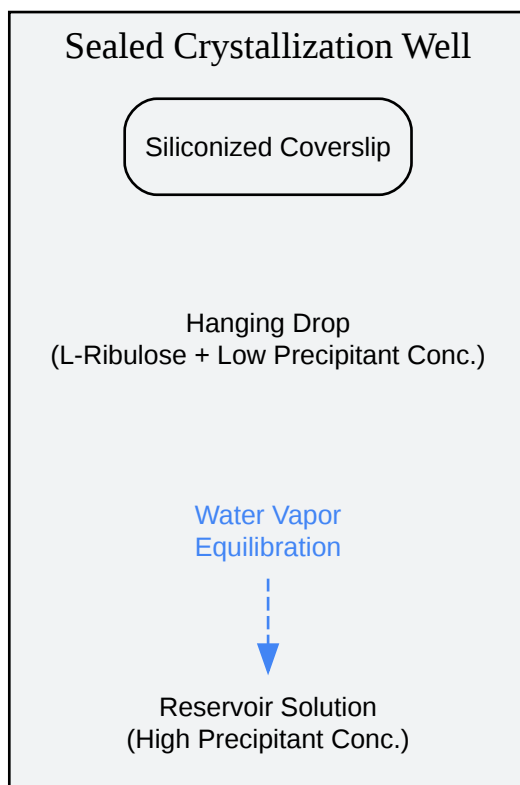 Sealed Crystallization Well
Siliconized Coverslip
Hanging Drop
(L-Ribulose + Low Precipitant Conc.)
Water Vapor
Equilibration
Reservoir Solution
(High Precipitant Conc.)